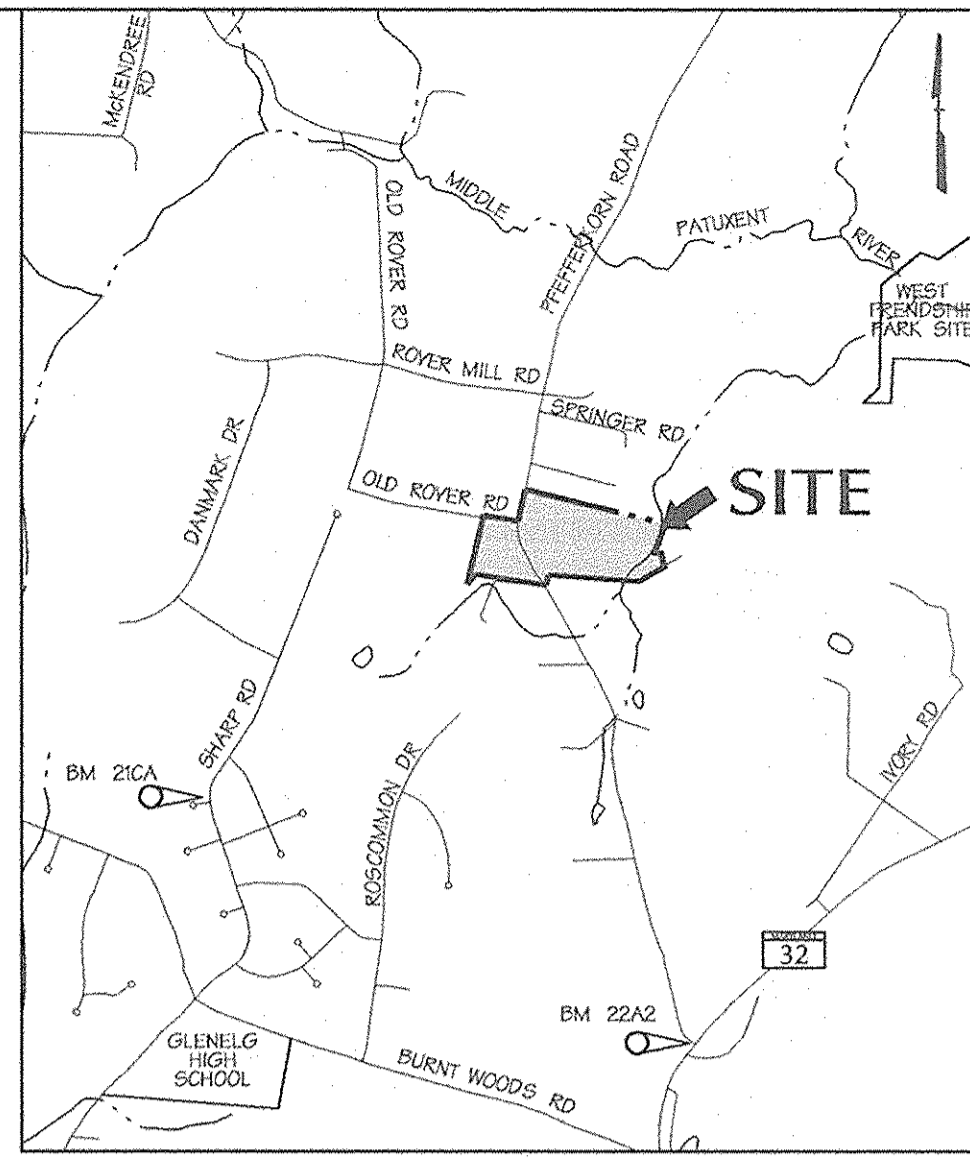 McKENDREE
RD
OLD ROVER RD
MIDDLE
PFEFFERKORN ROAD
PATUXENT
RIVER
WEST
FRENDSHIP
PARK SITE
ROVER MILL RD
SPRINGER RD
DANMARK DR
OLD ROVER RD
SITE
SHARP RD
BM 21CA
ROSCOMMON DR
IVORY RD
MARYLAND
32
BM 22A2
GLENELG
HIGH
SCHOOL
BURNT WOODS RD